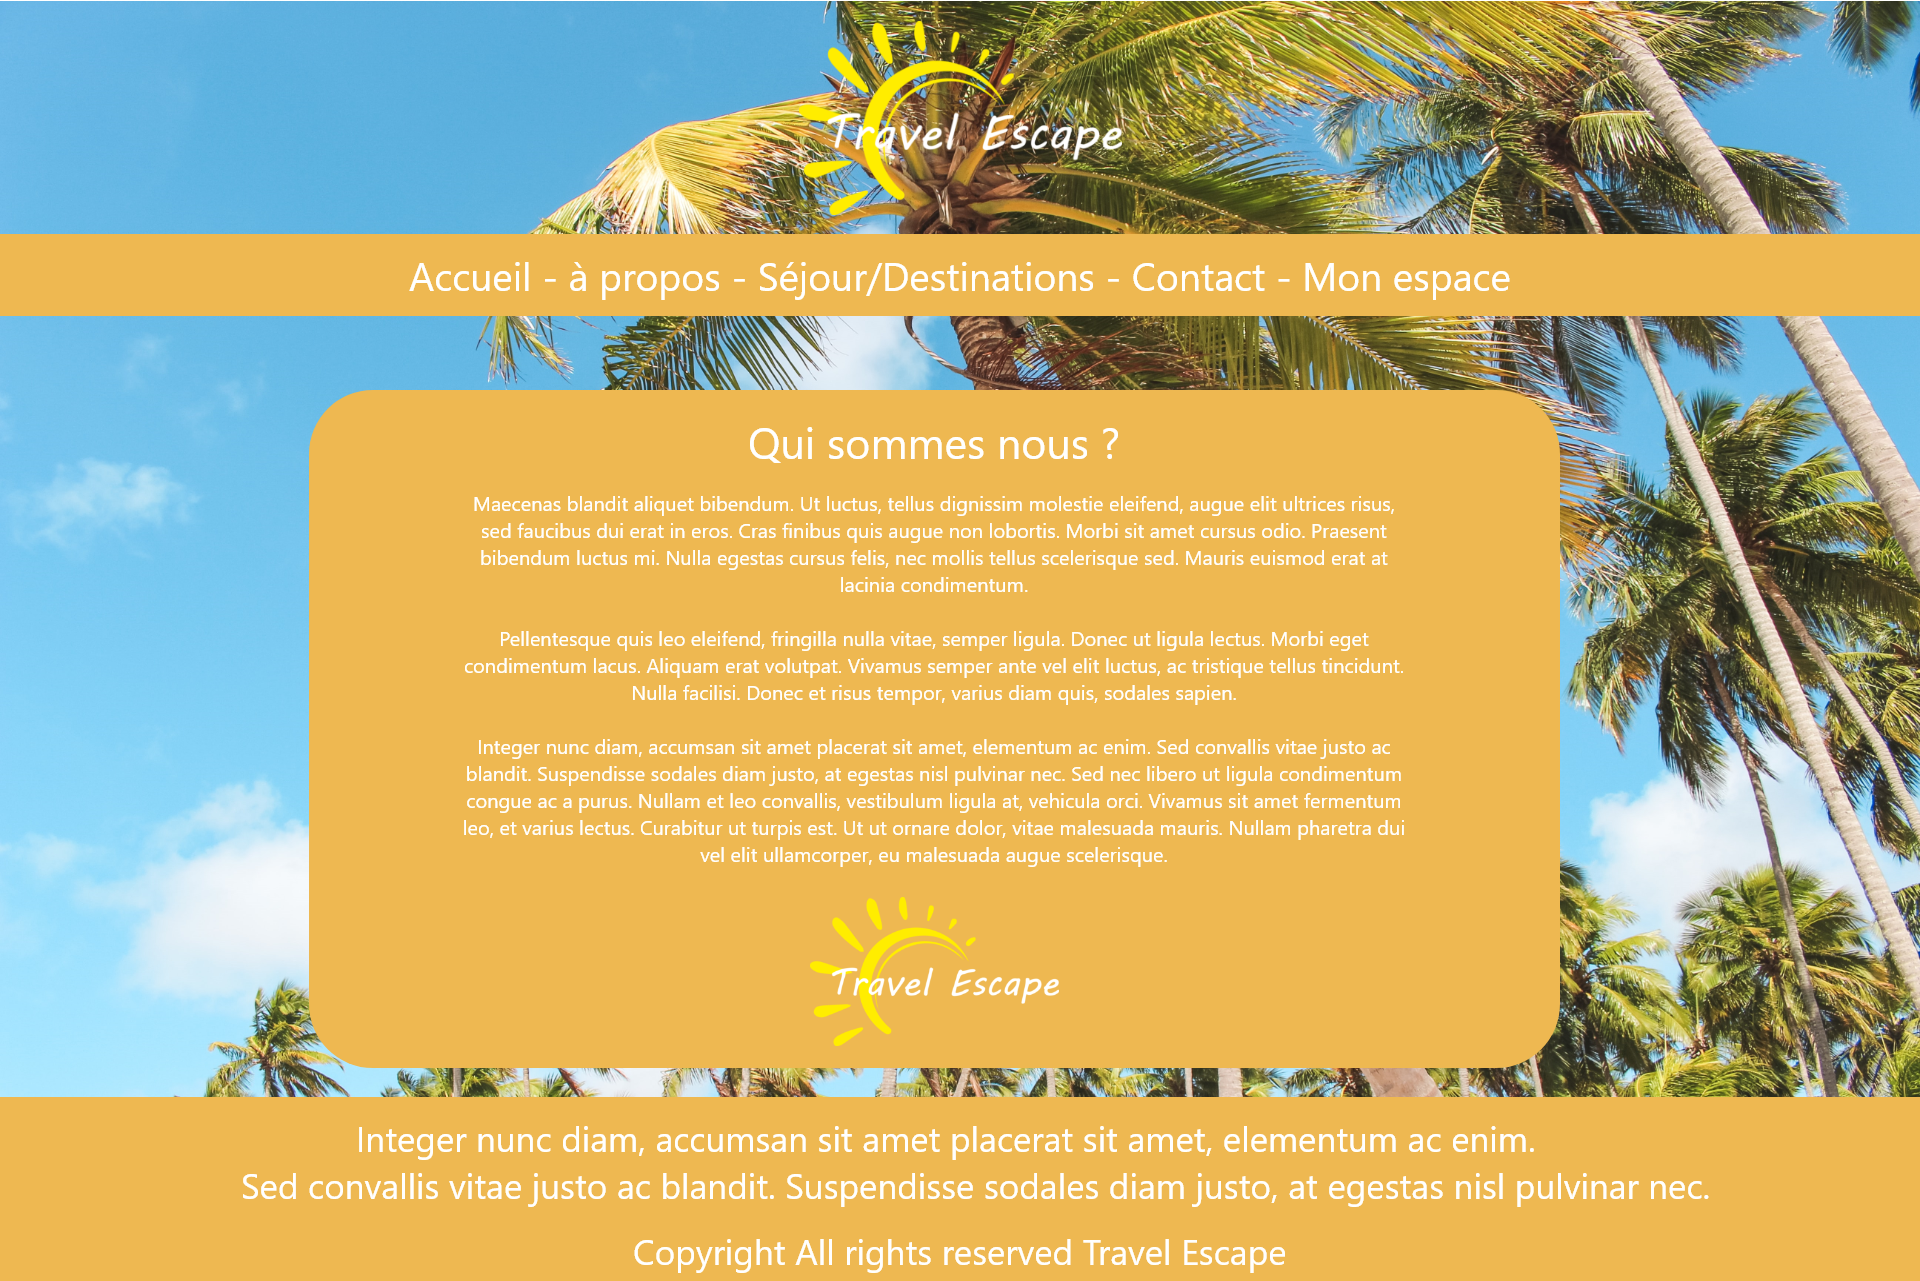 Travel Escape
Accueil - à propos - Séjour/Destinations - Contact - Mon espace
Qui sommes nous ?
Maecenas blandit aliquet bibendum. Ut luctus, tellus dignissim molestie eleifend, augue elit ultrices risus,
sed faucibus dui erat in eros. Cras finibus quis augue non lobortis. Morbi sit amet cursus odio. Praesent
bibendum luctus mi. Nulla egestas cursus felis, nec mollis tellus scelerisque sed. Mauris euismod erat at
lacinia condimentum.
Pellentesque quis leo eleifend, fringilla nulla vitae, semper ligula. Donec ut ligula lectus. Morbi eget
condimentum lacus. Aliquam erat volutpat. Vivamus semper ante vel elit luctus, ac tristique tellus tincidunt.
Nulla facilisi. Donec et risus tempor, varius diam quis, sodales sapien.
Integer nunc diam, accumsan sit amet placerat sit amet, elementum ac enim. Sed convallis vitae justo ac
blandit. Suspendisse sodales diam justo, at egestas nisl pulvinar nec. Sed nec libero ut ligula condimentum
congue ac a purus. Nullam et leo convallis, vestibulum ligula at, vehicula orci. Vivamus sit amet fermentum
leo, et varius lectus. Curabitur ut turpis est. Ut ut ornare dolor, vitae malesuada mauris. Nullam pharetra dui
vel elit ullamcorper, eu malesuada augue scelerisque.
Travel Escape
Integer nunc diam, accumsan sit amet placerat sit amet, elementum ac enim.
Sed convallis vitae justo ac blandit. Suspendisse sodales diam justo, at egestas nisl pulvinar nec.
Copyright All rights reserved Travel Escape